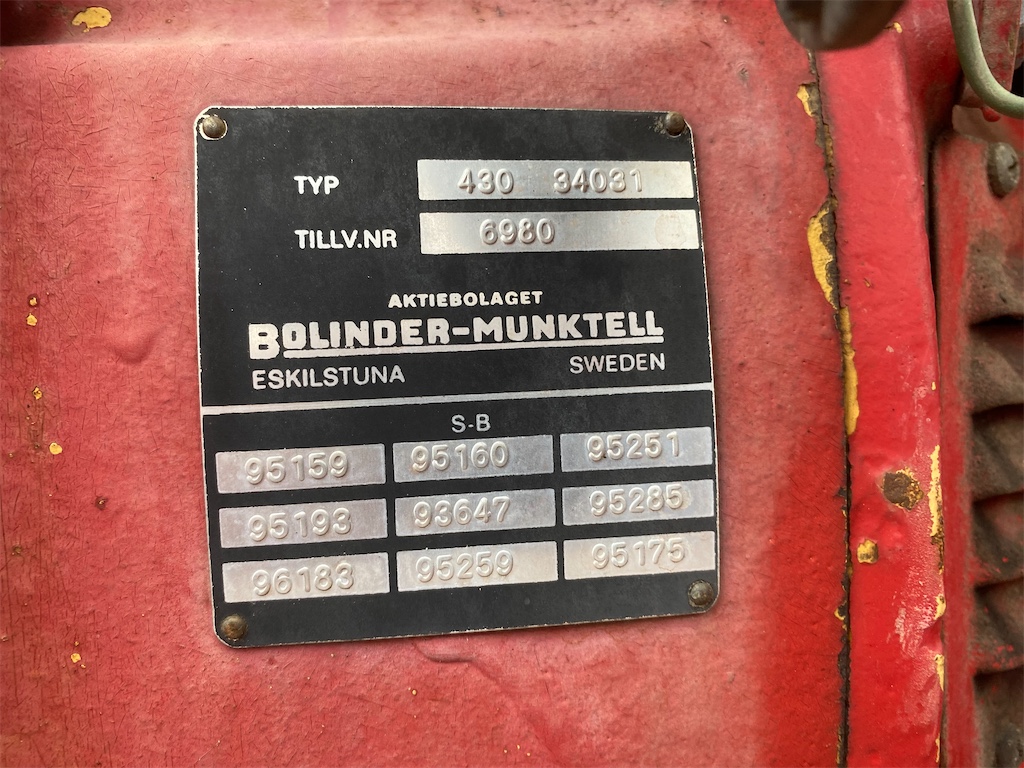 TYP 430 34031
TILLV.NR 6980
AKTIEBOLAGET
BOLINDER-MUNKTELL
ESKILSTUNA SWEDEN
S-B
95159 95160 95251
95193 93647 95285
96183 95259 95175